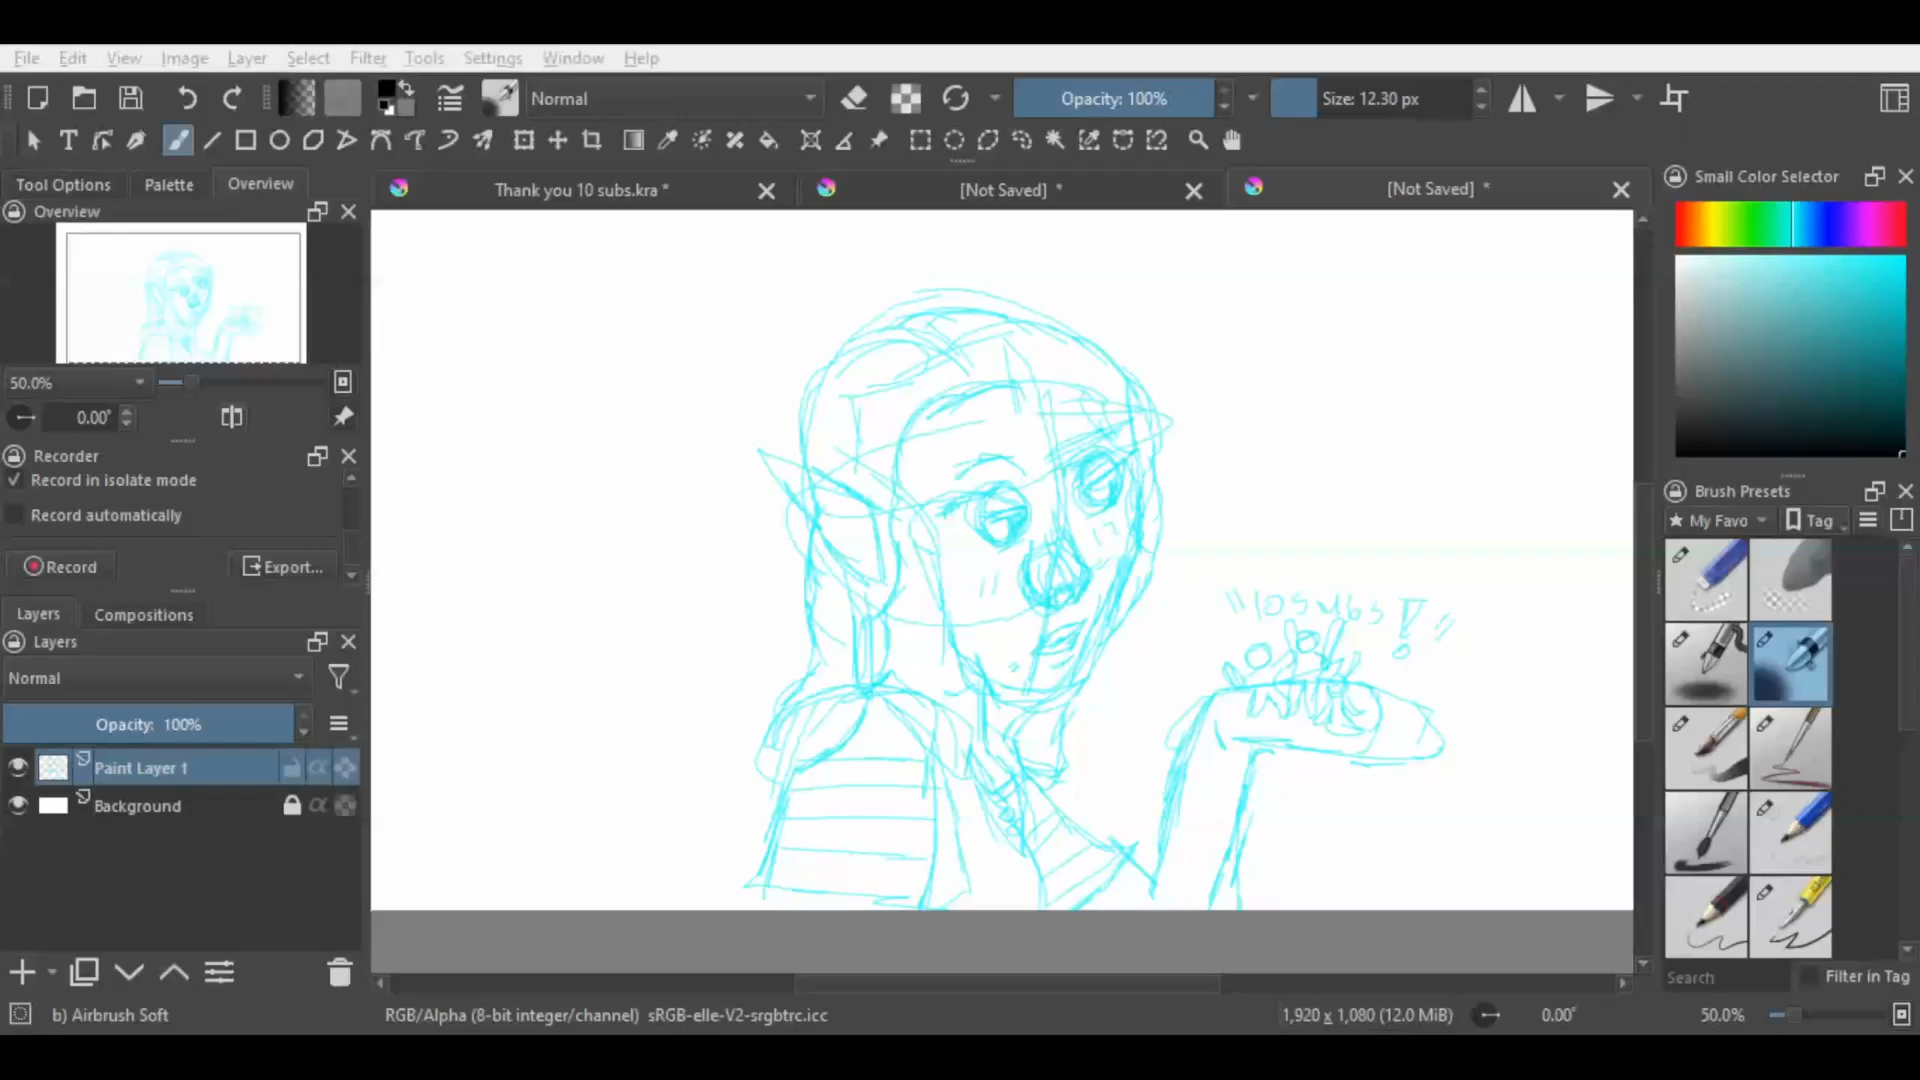 File Edit View Image Layer Select Filter Tools Settings Window Help
Normal
Opacity: 100%
Size: 12.30 px
Tool Options Palette Overview
Thank you 10 subs.kra *
[Not Saved] *
[Not Saved] *
Small Color Selector
Overview
50.0%
0.00°
Recorder
Record in isolate mode
Record automatically
Record
Export...
Layers Compositions
Layers
Normal
Opacity: 100%
Paint Layer 1
Background
"10 subs!"
Brush Presets
My Favo
Tag
Search
Filter in Tag
b) Airbrush Soft
RGB/Alpha (8-bit integer/channel) sRGB-elle-V2-srgbtrc.icc
1,920 x 1,080 (12.0 MiB)
0.00°
50.0%